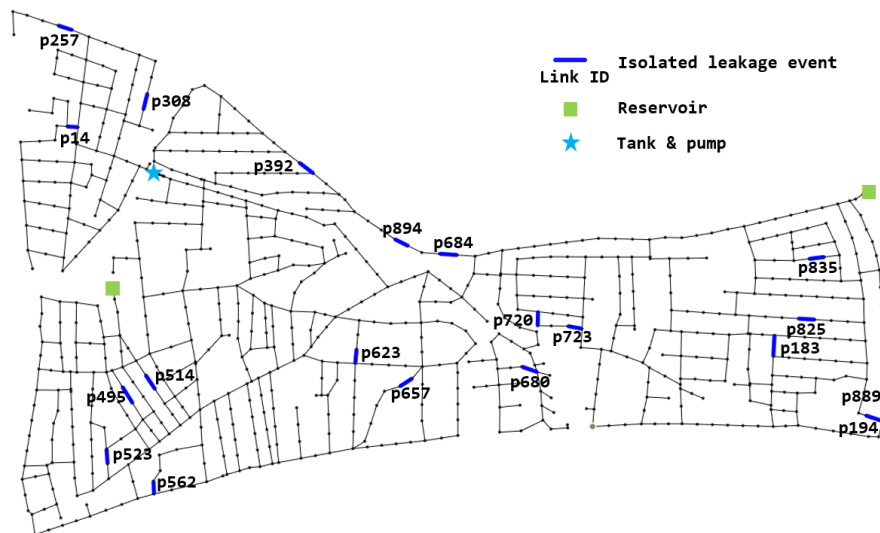 p257
p308
p14
p392
Isolated leakage event
Link ID
Reservoir
Tank & pump
p894
p684
p835
p720
p723
p825
p183
p514
p495
p623
p657
p680
p889
p194
p523
p562